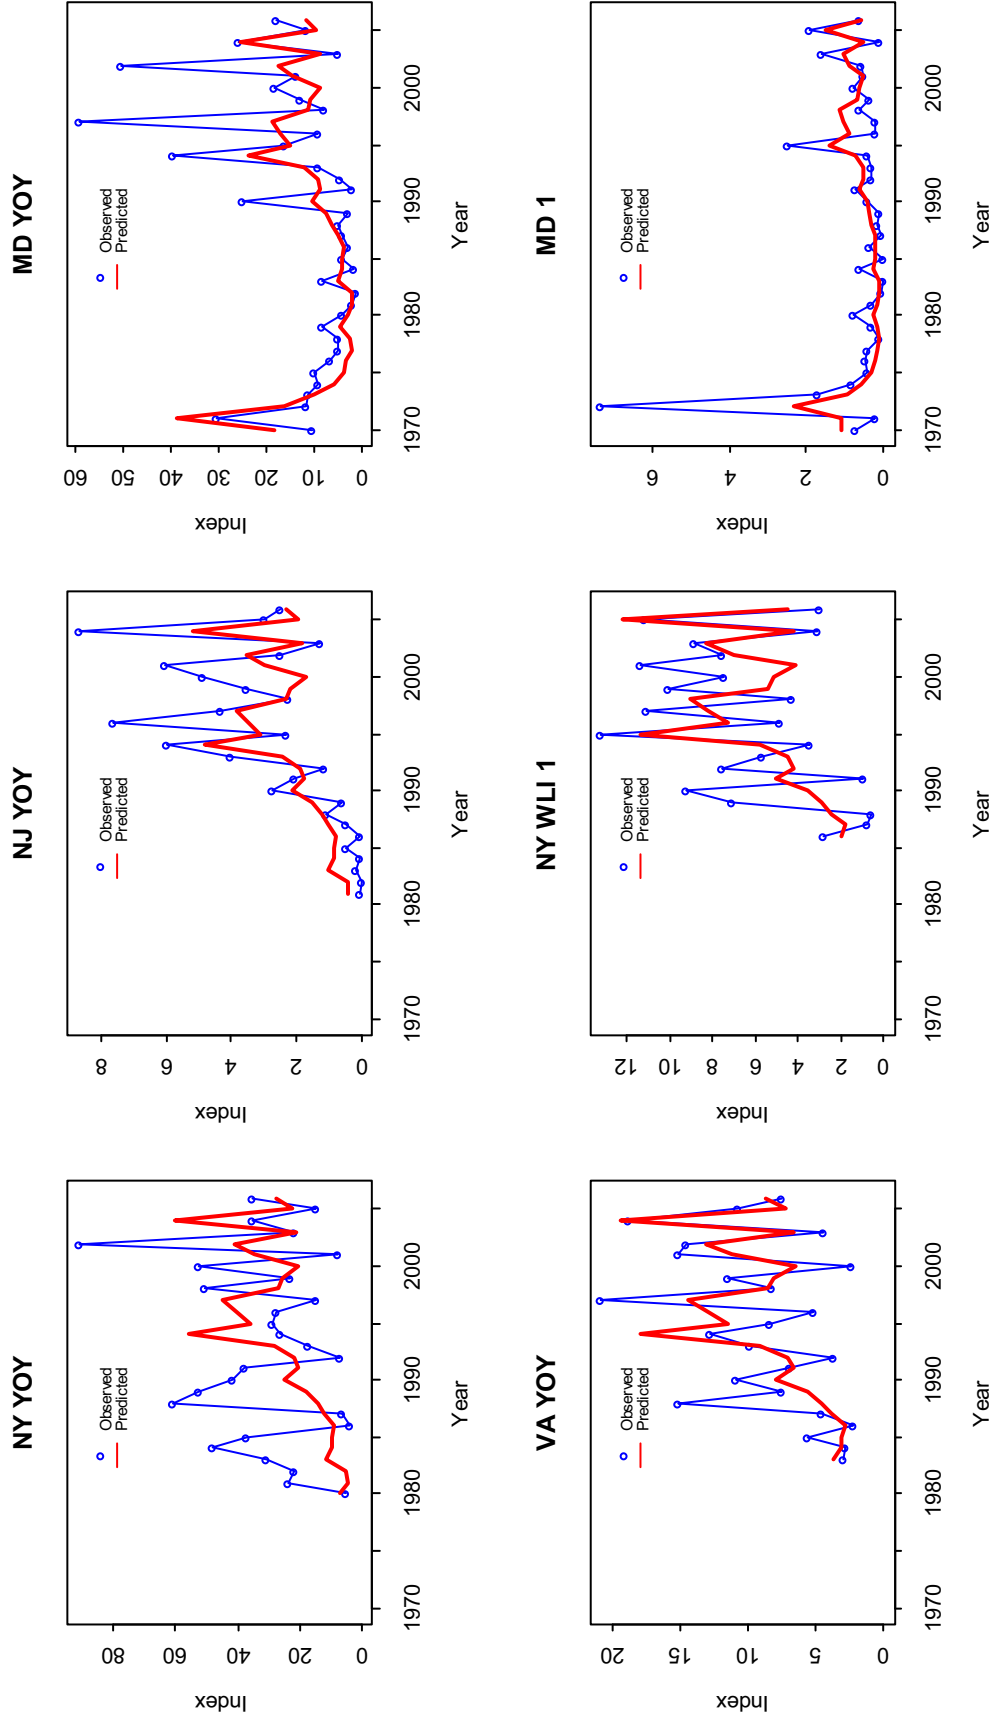 NY YOY
Observed
Predicted
Index
80
60
40
20
0
1970 1980 1990 2000
Year
NJ YOY
Observed
Predicted
Index
8
6
4
2
0
1970 1980 1990 2000
Year
MD YOY
Observed
Predicted
Index
60
50
40
30
20
10
0
1970 1980 1990 2000
Year
VA YOY
Observed
Predicted
Index
20
15
10
5
0
1970 1980 1990 2000
Year
NY WLI 1
Observed
Predicted
Index
12
10
8
6
4
2
0
1970 1980 1990 2000
Year
MD 1
Observed
Predicted
Index
6
4
2
0
1970 1980 1990 2000
Year